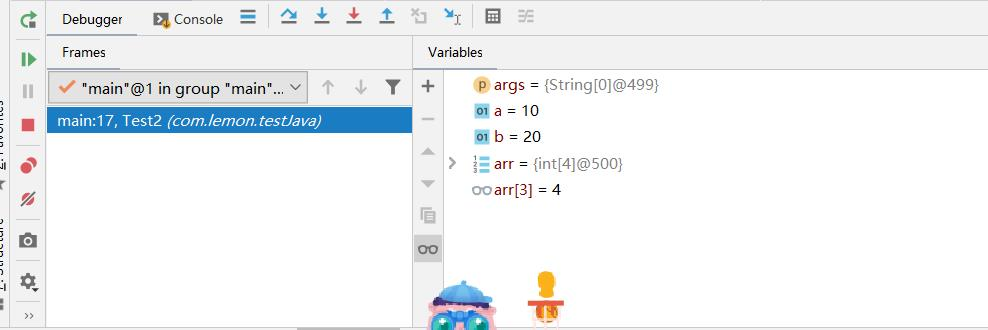 Debugger
Console
Frames
Variables
"main"@1 in group "main"...
main:17, Test2 (com.lemon.testJava)
args = {String[0]@499}
a = 10
b = 20
arr = {int[4]@500}
arr[3] = 4